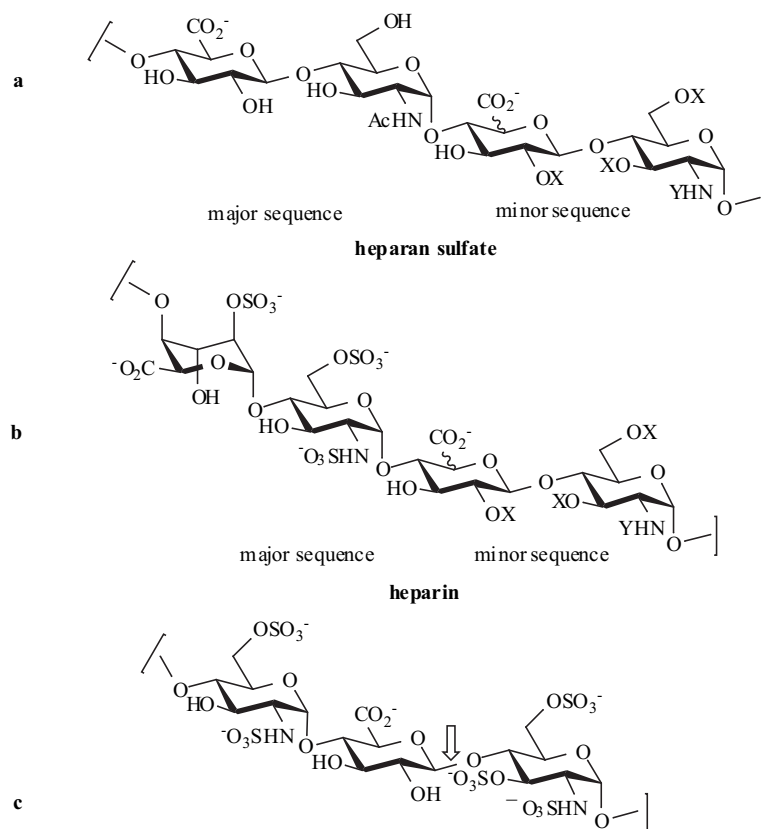 CO₂⁻ OH
O O
a HO O O O
HO OH
CO₂⁻ OX
AcHN O O O
HO O XO
OX YHN O
major sequence minor sequence
heparan sulfate
O OSO₃⁻
⁻O₂C O OSO₃⁻
OH O O
b HO CO₂⁻ OX
⁻O₃SHN O O O
HO O XO
OX YHN O
major sequence minor sequence
heparin
OSO₃⁻
O O
HO CO₂⁻ OSO₃⁻
⁻O₃SHN O O O O
HO ⁻O₃SO
c OH ⁻O₃SHN O